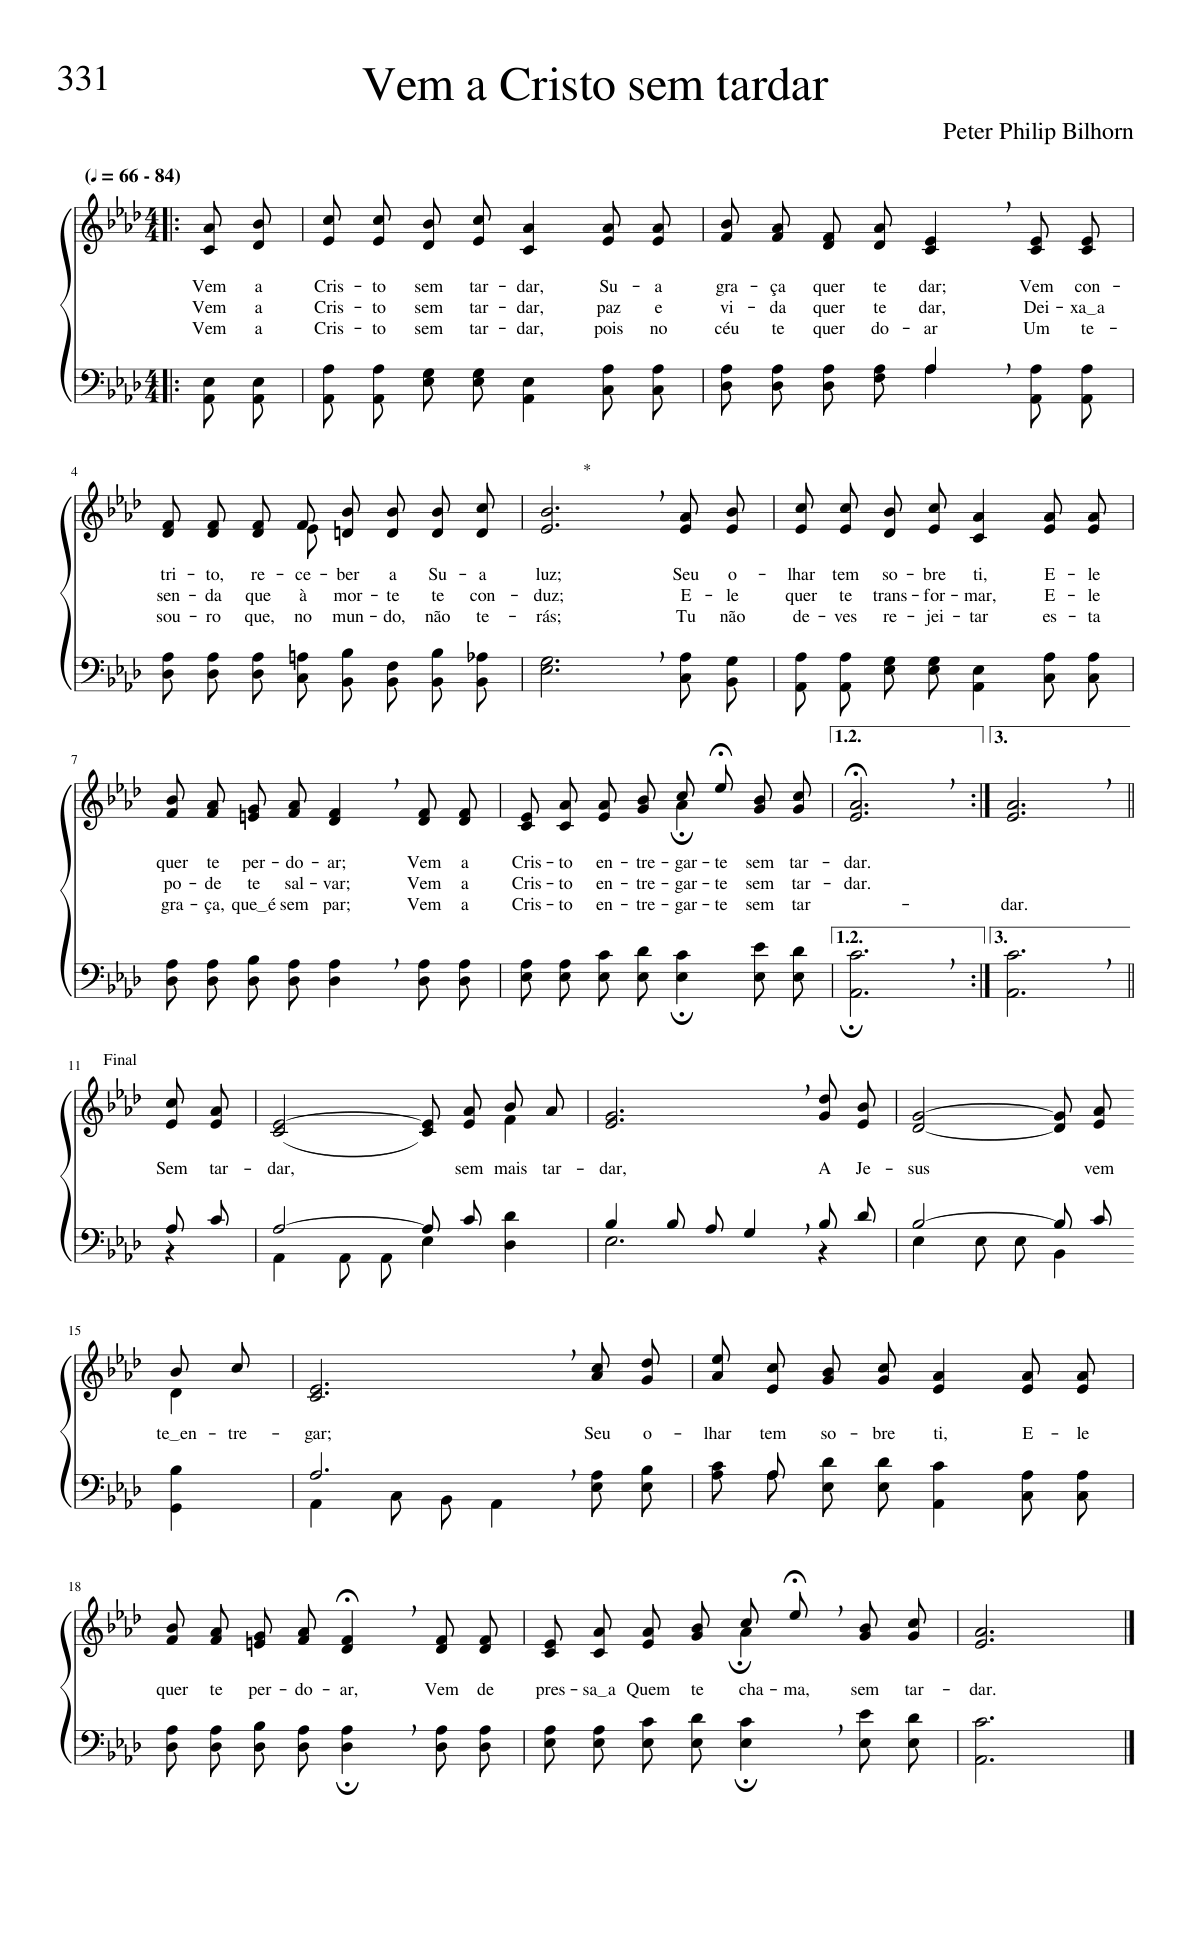 331
Vem a Cristo sem tardar
Peter Philip Bilhorn
(♩ = 66 - 84)
Vem a Cris - to sem tar - dar, Su - a gra - ça quer te dar; Vem con -
Vem a Cris - to sem tar - dar, paz e vi - da quer te dar, Dei - xa‿a
Vem a Cris - to sem tar - dar, pois no céu te quer do - ar Um te -
4
*
tri - to, re - ce - ber a Su - a luz; Seu o - lhar tem so - bre ti, E - le
sen - da que à mor - te te con - duz; E - le quer te trans - for - mar, E - le
sou - ro que, no mun - do, não te - rás; Tu não de - ves re - jei - tar es - ta
7
1.2.
3.
quer te per - do - ar; Vem a Cris - to en - tre - gar - te sem tar - dar.
po - de te sal - var; Vem a Cris - to en - tre - gar - te sem tar - dar.
gra - ça, que‿é sem par; Vem a Cris - to en - tre - gar - te sem tar - dar.
1.2.
3.
11
Final
Sem tar - dar, sem mais tar - dar, A Je - sus vem
15
te‿en - tre - gar; Seu o - lhar tem so - bre ti, E - le
18
quer te per - do - ar, Vem de pres - sa‿a Quem te cha - ma, sem tar - dar.